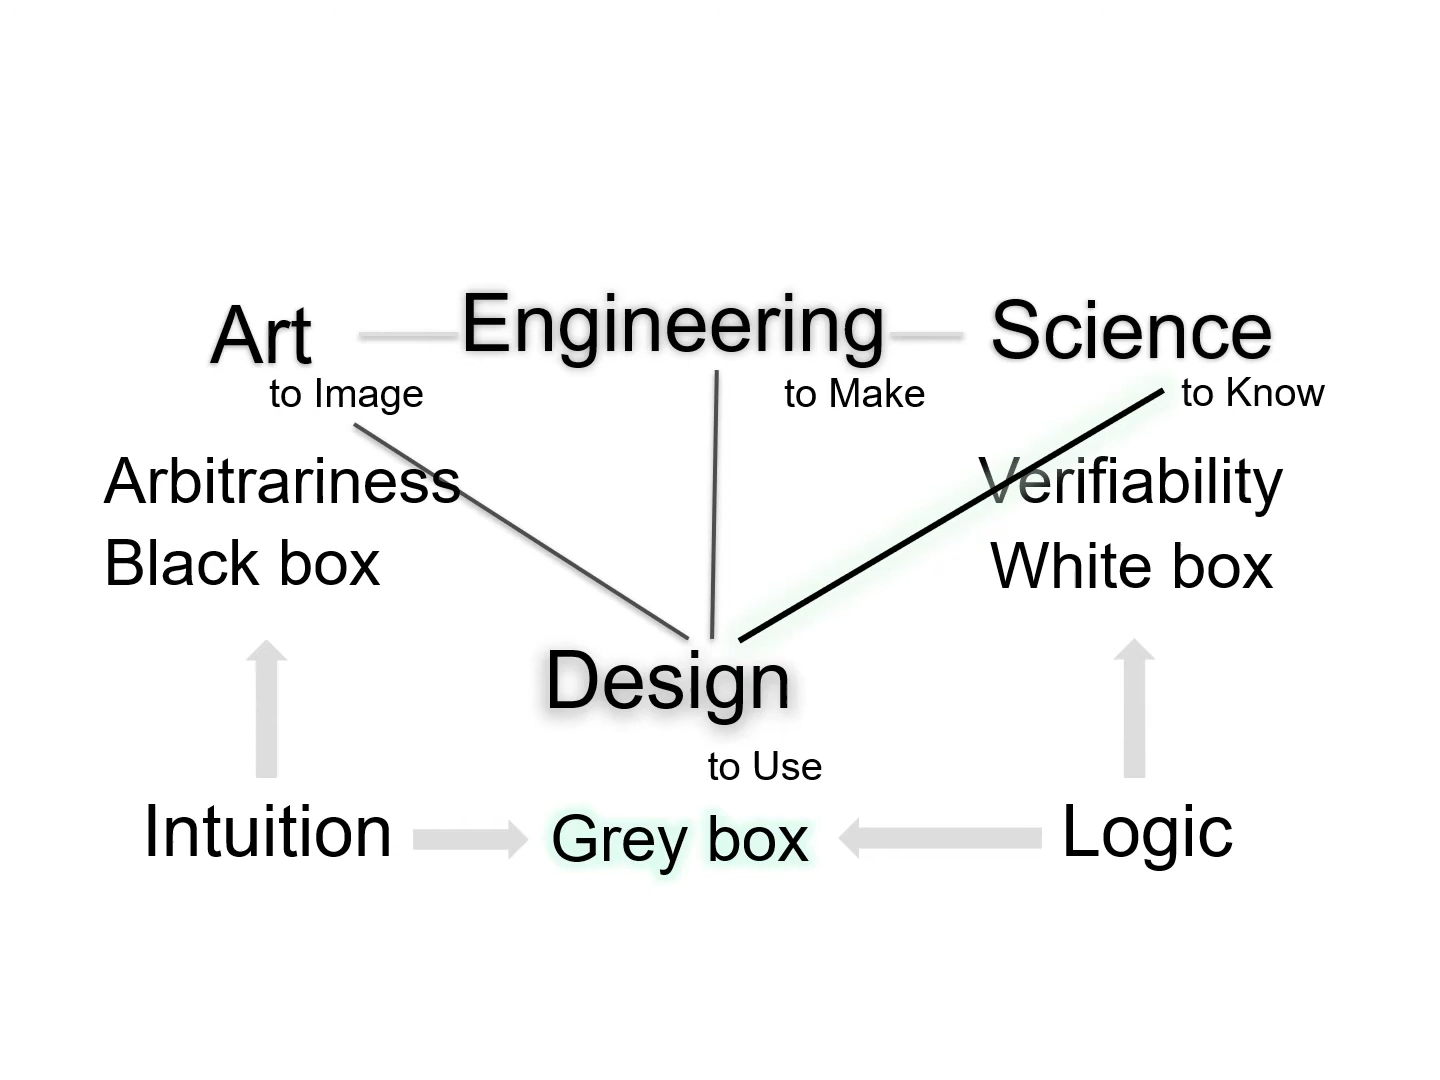 Art
Engineering
Science
to Image
to Make
to Know
Arbitrariness
Verifiability
Black box
White box
Design
to Use
Intuition
Grey box
Logic